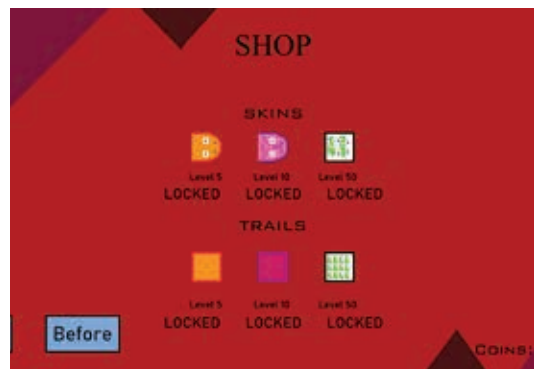 SHOP
SKINS
Level 5 Level 10 Level 50
LOCKED LOCKED LOCKED
TRAILS
Level 5 Level 10 Level 50
LOCKED LOCKED LOCKED
Before
COINS: